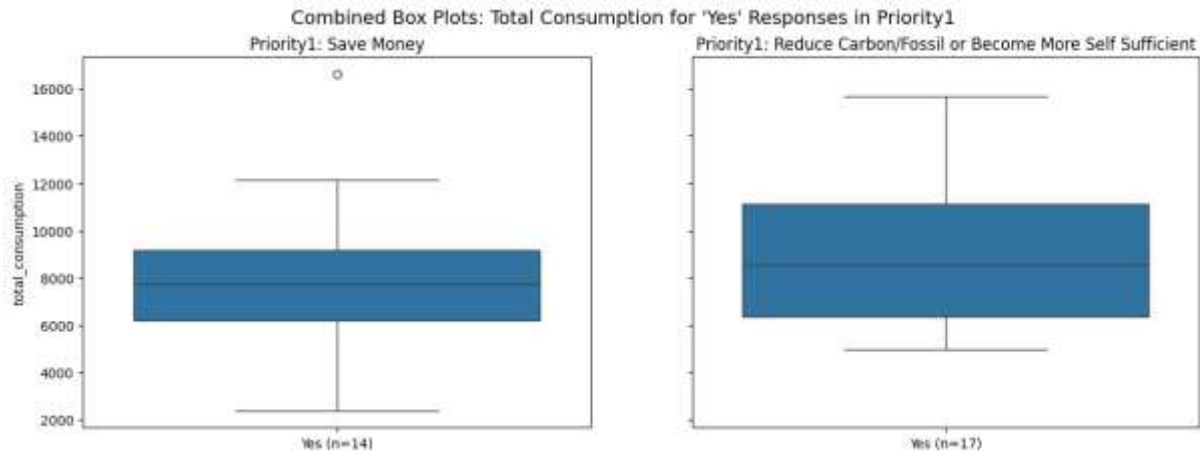 Combined Box Plots: Total Consumption for 'Yes' Responses in Priority1
Priority1: Save Money
Priority1: Reduce Carbon/Fossil or Become More Self Sufficient
total_consumption
16000
14000
12000
10000
8000
6000
4000
2000
Yes (n=14)
Yes (n=17)